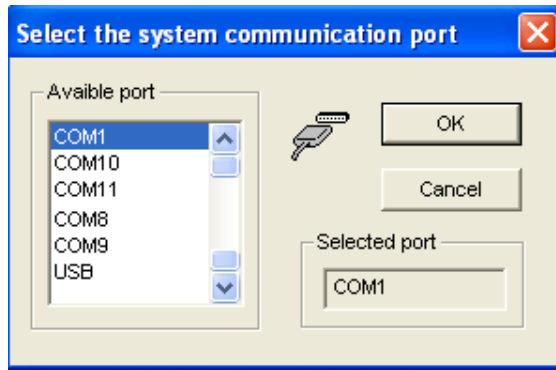 Select the system communication port
Avaible port
COM1
COM10
COM11
COM8
COM9
USB
OK
Cancel
Selected port
COM1